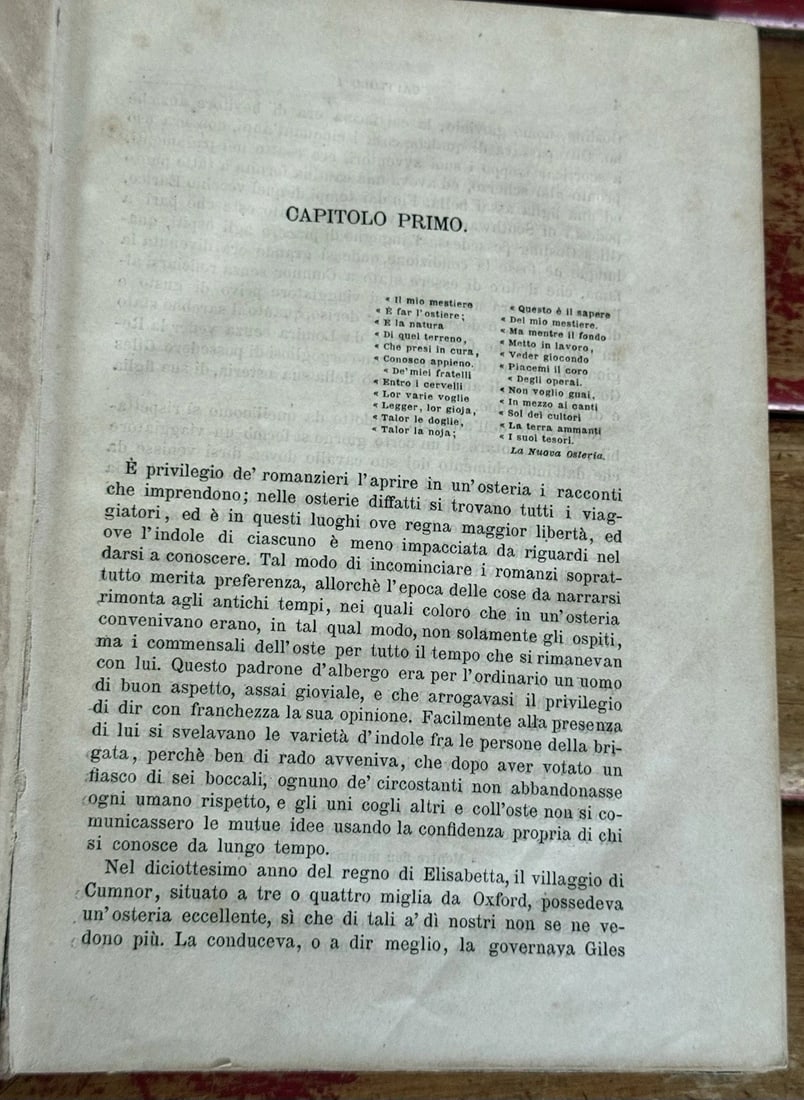 CAPITOLO PRIMO.
« Il mio mestiere
« È far l'ostiere;
« E la natura
« Di quel terreno,
« Che presi in cura,
« Conosco appieno.
« De' miei fratelli
« Entro i cervelli
« Lor varie voglie
« Legger, lor gioja,
« Talor le doglie,
« Talor la noja;
« Questo è il sapere
« Del mio mestiere.
« Ma mentre il fondo
« Metto in lavoro,
« Veder giocondo
« Piacemi il coro
« Degli operai.
« Non voglio guai,
« In mezzo ai canti
« Sol dei cultori
« La terra ammanti
« I suoi tesori.
La Nuova Osteria.
È privilegio de' romanzieri l'aprire in un'osteria i racconti
che imprendono; nelle osterie diffatti si trovano tutti i viag-
giatori, ed è in questi luoghi ove regna maggior libertà, ed
ove l'indole di ciascuno è meno impacciata da riguardi nel
darsi a conoscere. Tal modo di incominciare i romanzi soprat-
tutto merita preferenza, allorchè l'epoca delle cose da narrarsi
rimonta agli antichi tempi, nei quali coloro che in un'osteria
convenivano erano, in tal qual modo, non solamente gli ospiti,
ma i commensali dell'oste per tutto il tempo che si rimanevan
con lui. Questo padrone d'albergo era per l'ordinario un uomo
di buon aspetto, assai gioviale, e che arrogavasi il privilegio
di dir con franchezza la sua opinione. Facilmente alla presenza
di lui si svelavano le varietà d'indole fra le persone della bri-
gata, perchè ben di rado avveniva, che dopo aver votato un
fiasco di sei boccali, ognuno de' circostanti non abbandonasse
ogni umano rispetto, e gli uni cogli altri e coll'oste non si co-
municassero le mutue idee usando la confidenza propria di chi
si conosce da lungo tempo.
Nel diciottesimo anno del regno di Elisabetta, il villaggio di
Cumnor, situato a tre o quattro miglia da Oxford, possedeva
un'osteria eccellente, sì che di tali a' dì nostri non se ne ve-
dono più. La conduceva, o a dir meglio, la governava Giles